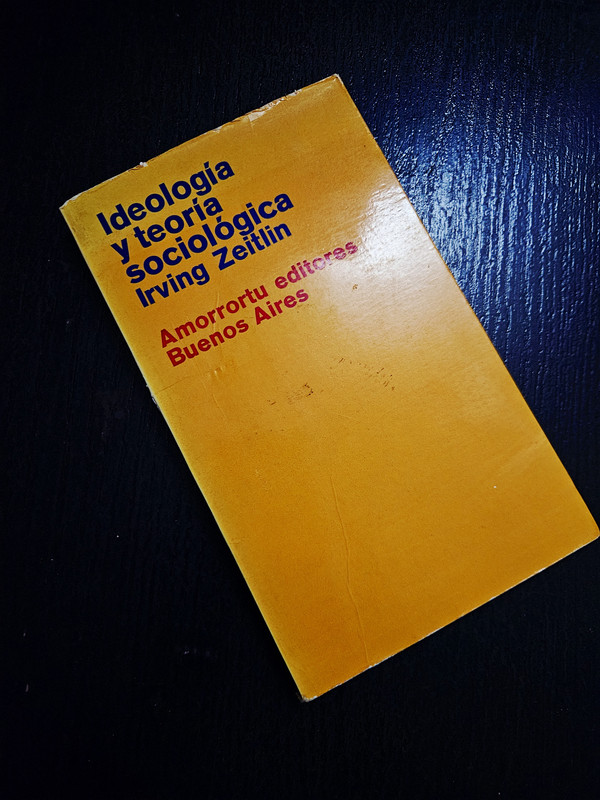 Ideología
y teoría
sociológica
Irving Zeitlin
Amorrortu editores
Buenos Aires